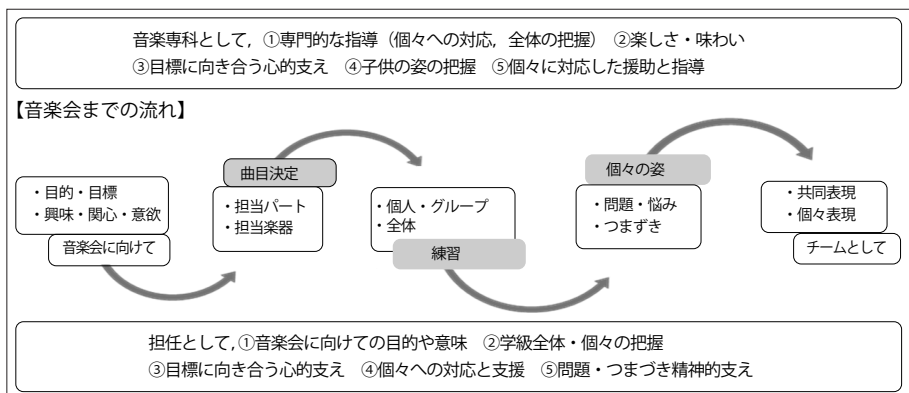 音楽専科として，①専門的な指導（個々への対応，全体の把握） ②楽しさ・味わい
③目標に向き合う心的支え ④子供の姿の把握 ⑤個々に対応した援助と指導
【音楽会までの流れ】
・目的・目標
・興味・関心・意欲
音楽会に向けて
曲目決定
・担当パート
・担当楽器
・個人・グループ
・全体
練習
個々の姿
・問題・悩み
・つまずき
・共同表現
・個々表現
チームとして
担任として，①音楽会に向けての目的や意味 ②学級全体・個々の把握
③目標に向き合う心的支え ④個々への対応と支援 ⑤問題・つまづき精神的支え